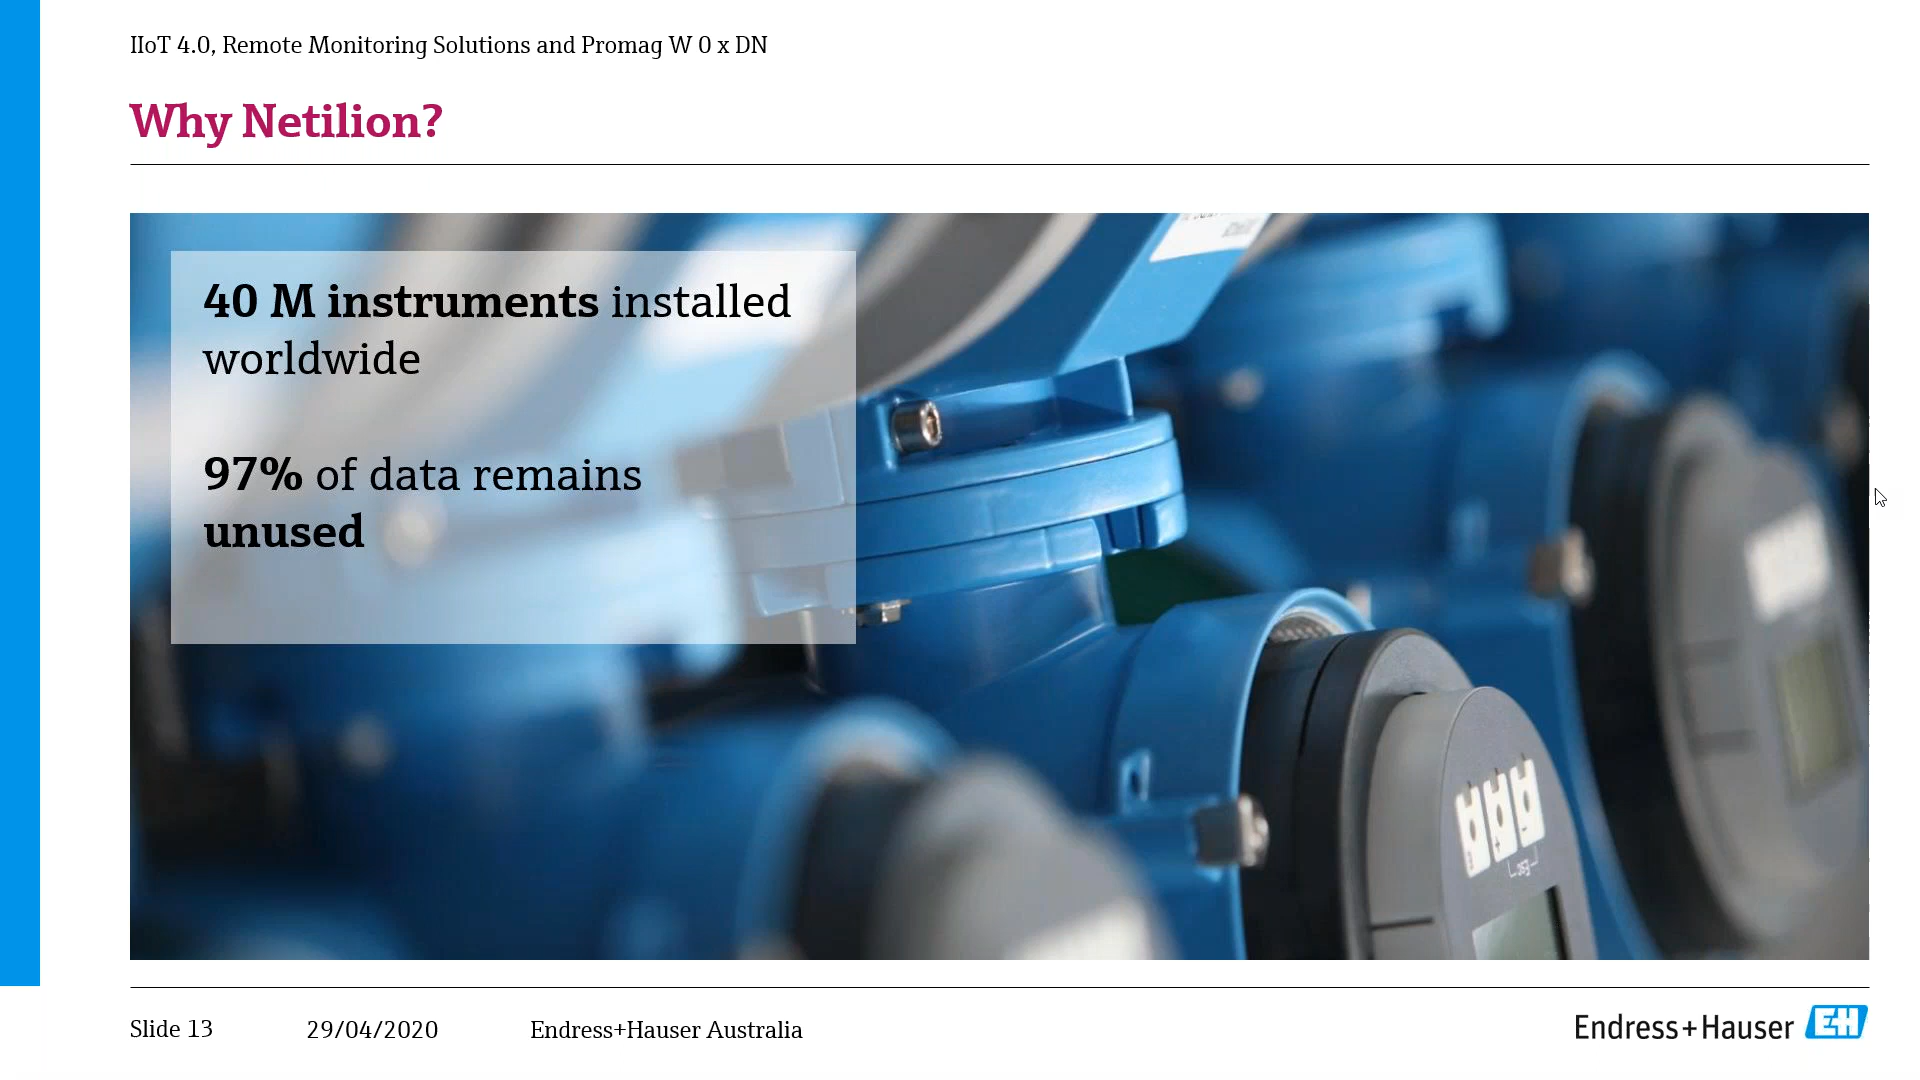 IIoT 4.0, Remote Monitoring Solutions and Promag W 0 x DN
Why Netilion?
40 M instruments installed
worldwide
97% of data remains
unused
Slide 13
29/04/2020
Endress+Hauser Australia
Endress+Hauser EH